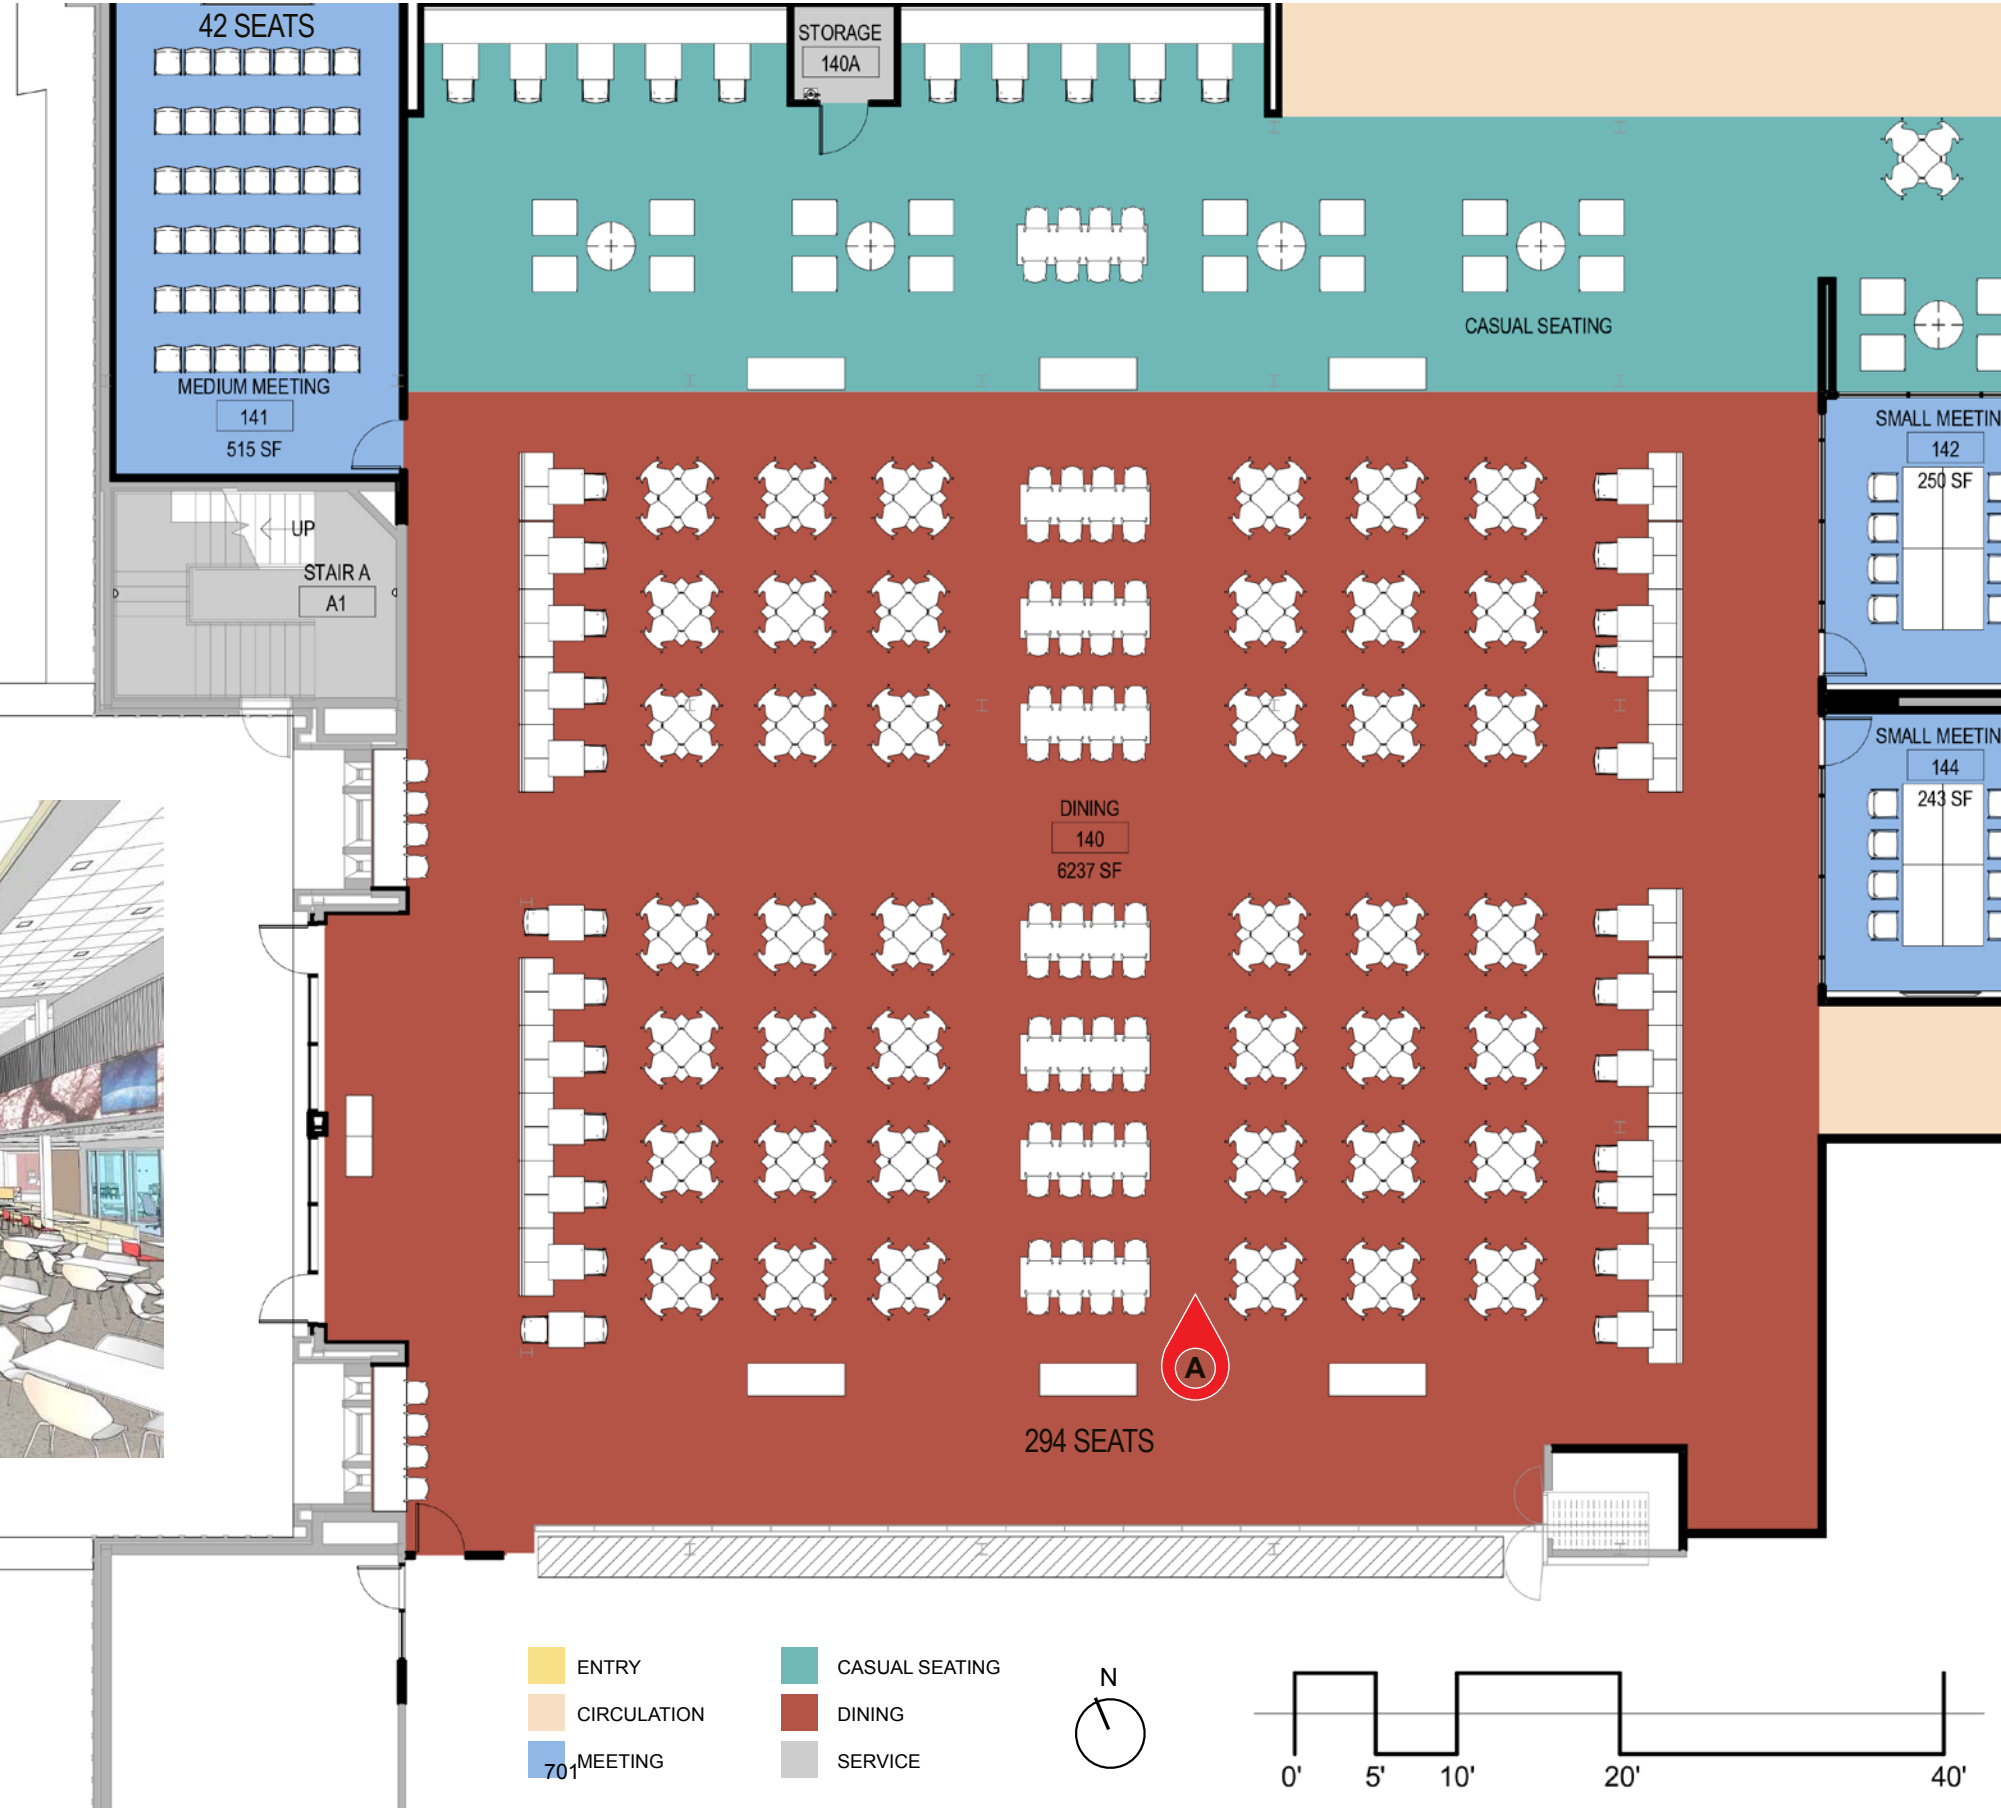 42 SEATS
STORAGE
140A
CASUAL SEATING
MEDIUM MEETING
141
515 SF
SMALL MEETIN
142
250 SF
UP
STAIR A
A1
SMALL MEETIN
144
243 SF
DINING
140
6237 SF
A
294 SEATS
ENTRY
CIRCULATION
MEETING
701
CASUAL SEATING
DINING
SERVICE
N
0'
5'
10'
20'
40'